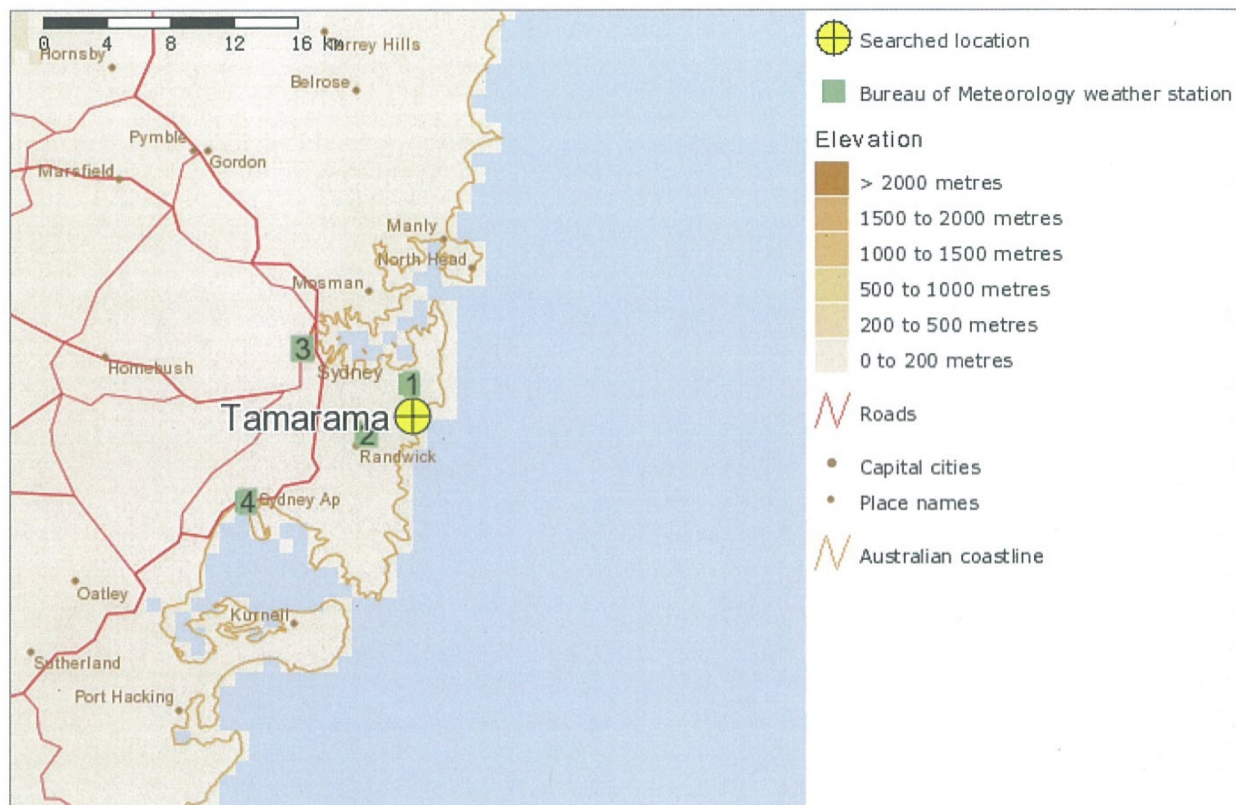 0 4 8 12 16 km
Terrey Hills
Hornsby
Belrose
Pymble
Gordon
Marsfield
Manly
North Head
Mosman
3
Sydney
Homebush
1
Tamarama
2
Randwick
4
Sydney Ap
Oatley
Kurnell
Sutherland
Port Hacking
Searched location
Bureau of Meteorology weather station
Elevation
> 2000 metres
1500 to 2000 metres
1000 to 1500 metres
500 to 1000 metres
200 to 500 metres
0 to 200 metres
Roads
Capital cities
Place names
Australian coastline